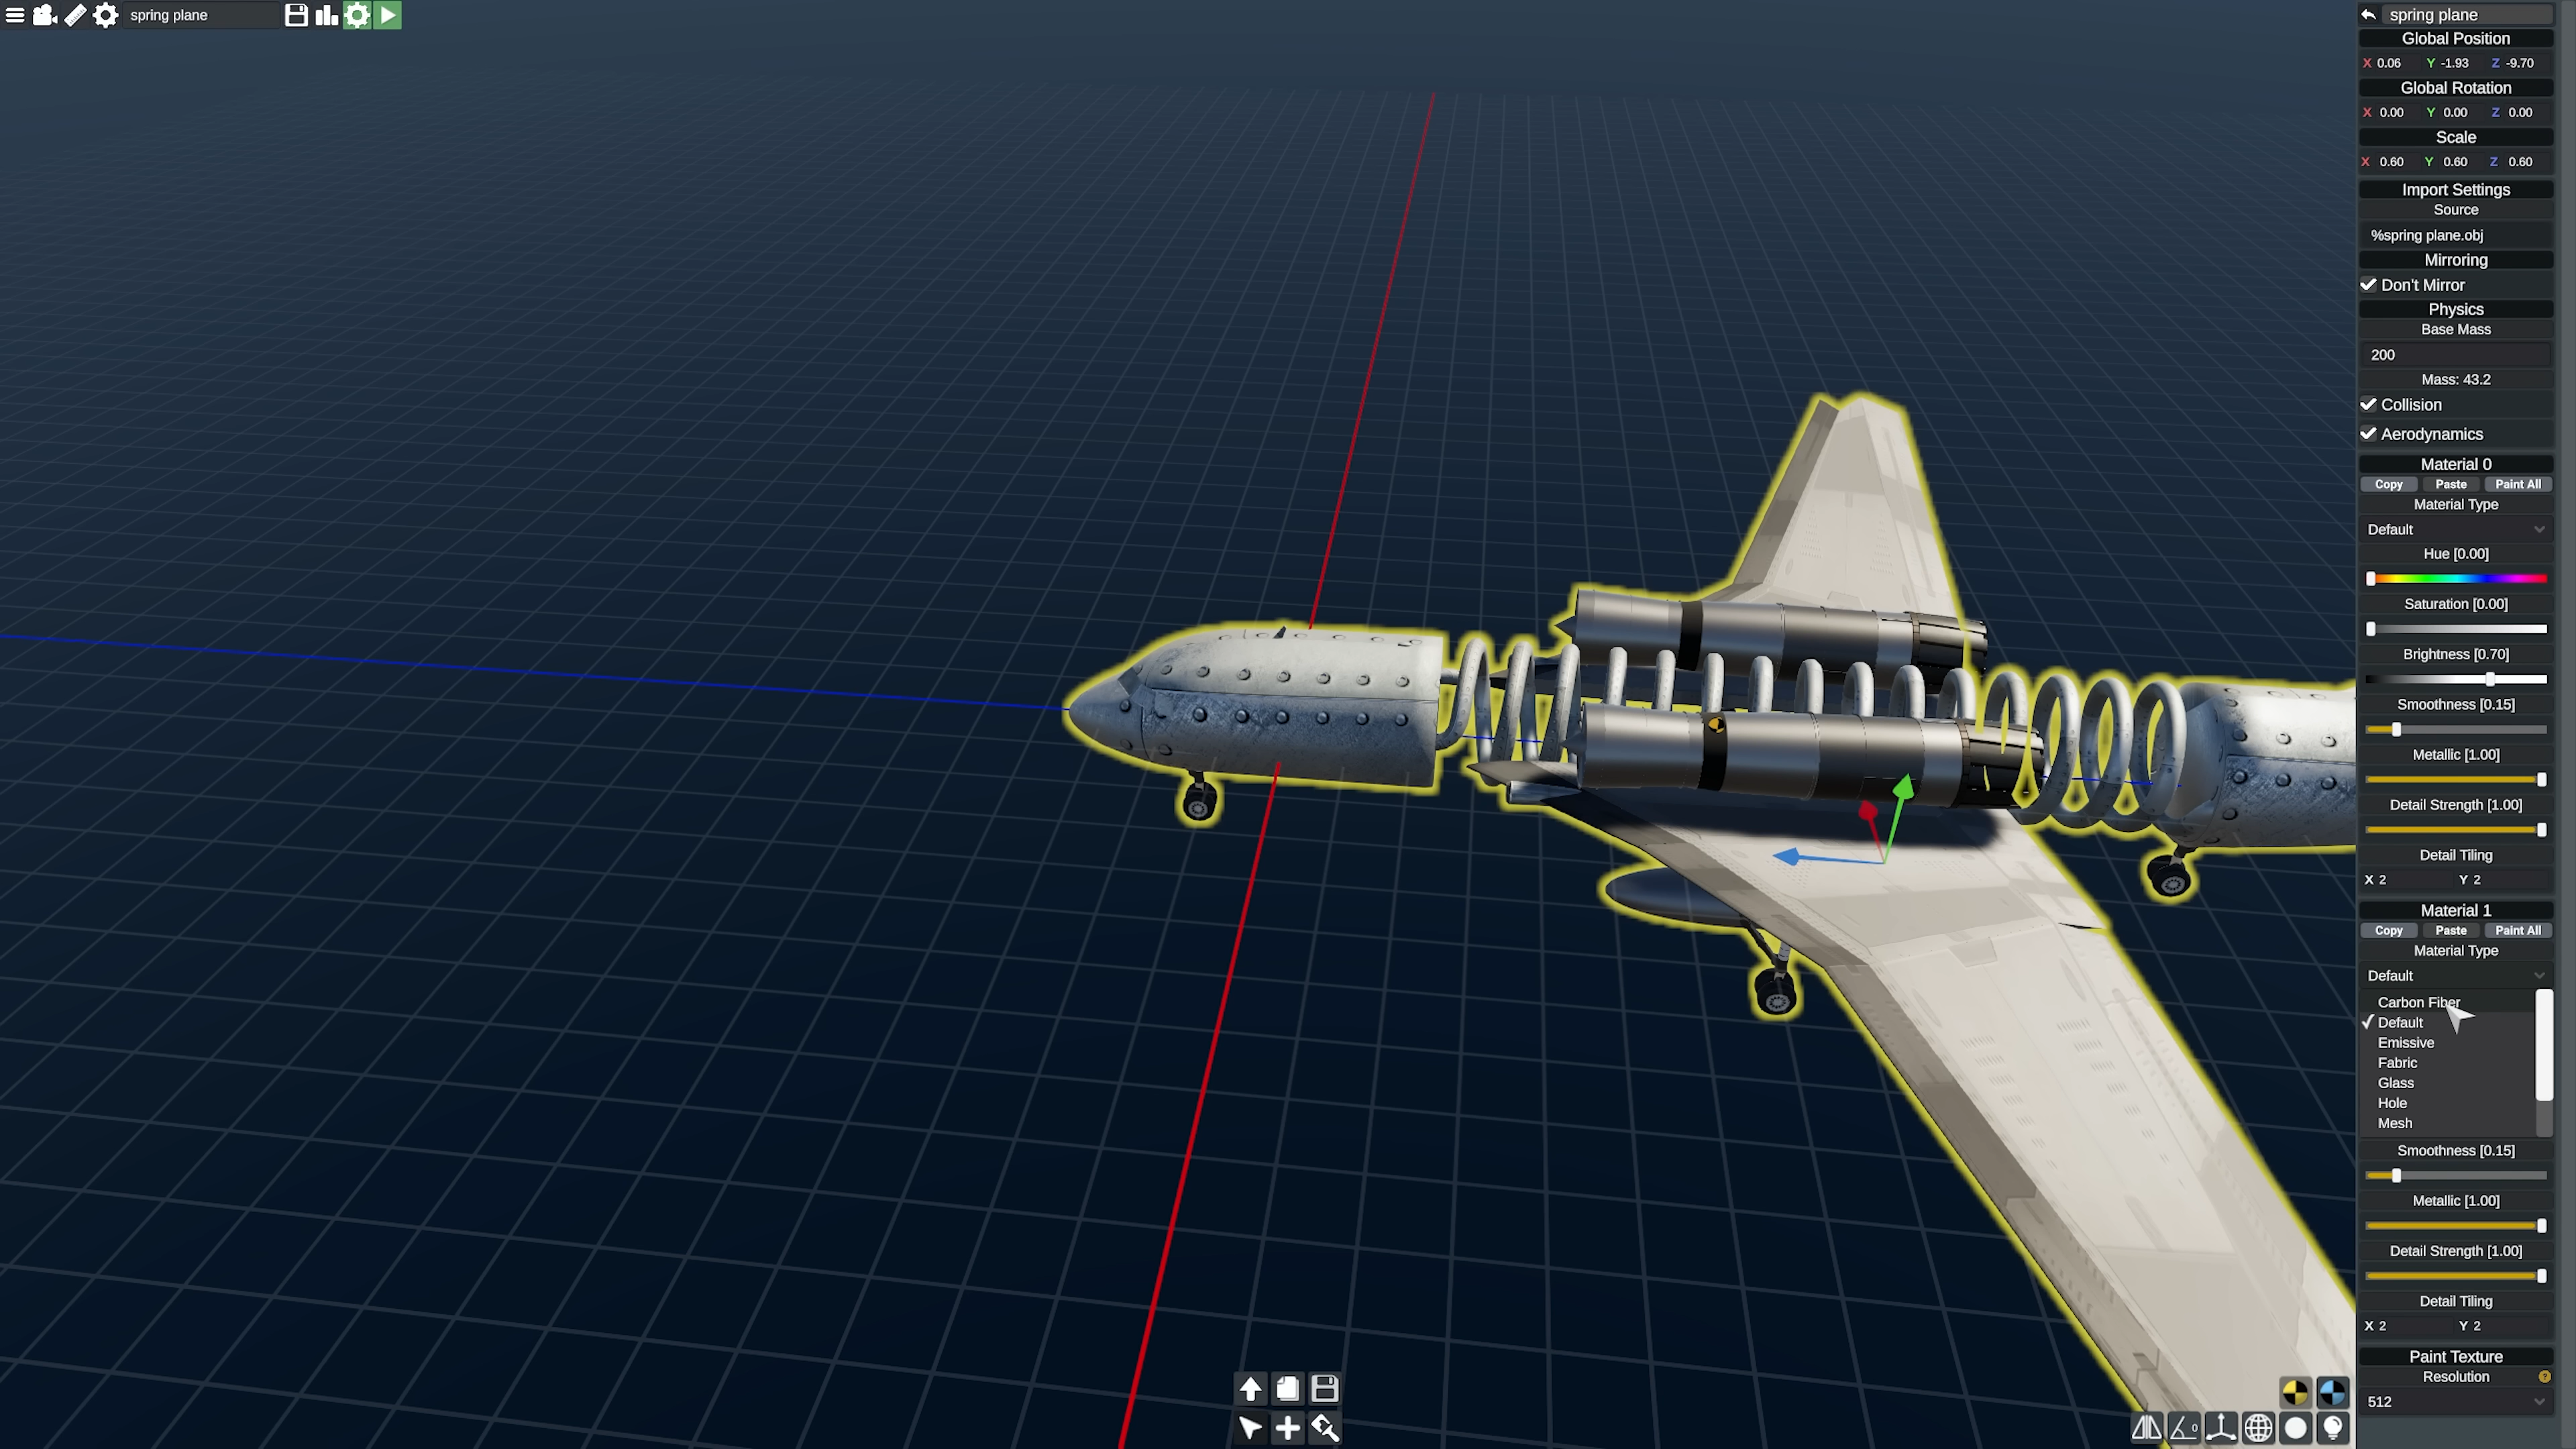 spring plane
spring plane
Global Position
X 0.06 Y -1.93 Z -9.70
Global Rotation
X 0.00 Y 0.00 Z 0.00
Scale
X 0.60 Y 0.60 Z 0.60
Import Settings
Source
%spring plane.obj
Mirroring
Don't Mirror
Physics
Base Mass
200
Mass: 43.2
Collision
Aerodynamics
Material 0
Copy Paste Paint All
Material Type
Default
Hue [0.00]
Saturation [0.00]
Brightness [0.70]
Smoothness [0.15]
Metallic [1.00]
Detail Strength [1.00]
Detail Tiling
X 2 Y 2
Material 1
Copy Paste Paint All
Material Type
Default
Carbon Fiber
Default
Emissive
Fabric
Glass
Hole
Mesh
Smoothness [0.15]
Metallic [1.00]
Detail Strength [1.00]
Detail Tiling
X 2 Y 2
Paint Texture
Resolution ?
512